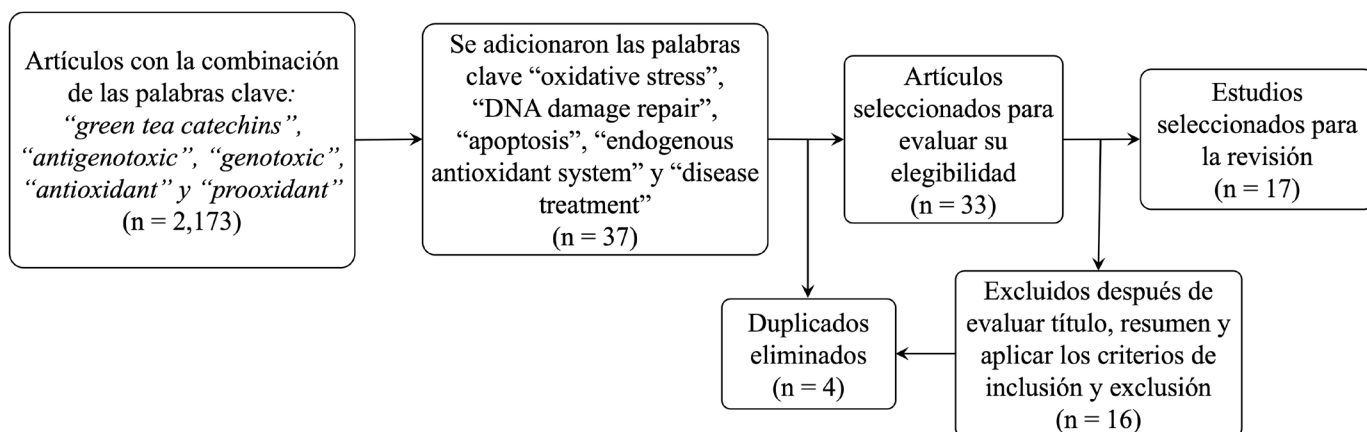 Artículos con la combinación
de las palabras clave:
“green tea catechins”,
“antigenotoxic”, “genotoxic”,
“antioxidant” y “prooxidant”
(n = 2,173)
Se adicionaron las palabras
clave “oxidative stress”,
“DNA damage repair”,
“apoptosis”, “endogenous
antioxidant system” y “disease
treatment”
(n = 37)
Artículos
seleccionados para
evaluar su
elegibilidad
(n = 33)
Estudios
seleccionados para
la revisión
(n = 17)
Duplicados
eliminados
(n = 4)
Excluidos después de
evaluar título, resumen y
aplicar los criterios de
inclusión y exclusión
(n = 16)